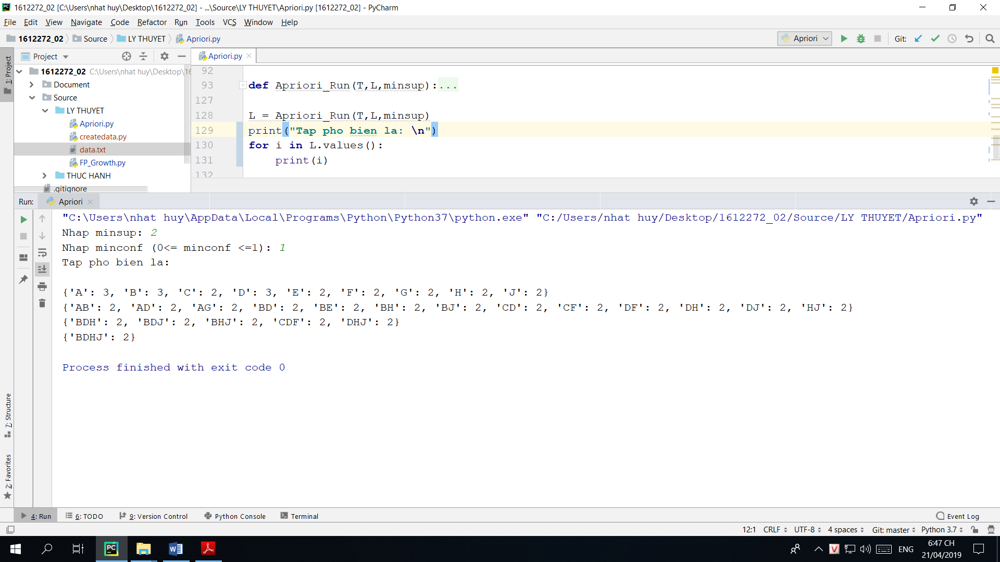 1612272_02 [C:\Users\nhat huy\Desktop\1612272_02] - ...\Source\LY THUYET\Apriori.py [1612272_02] - PyCharm
File Edit View Navigate Code Refactor Run Tools VCS Window Help
1612272_02 Source LY THUYET Apriori.py Apriori Git:
Project Apriori.py
1: Project
1612272_02 C:\Users\nhat huy\Desktop\16
Document
Source
LY THUYET
Apriori.py
createdata.py
data.txt
FP_Growth.py
THUC HANH
.gitignore
92
93 def Apriori_Run(T,L,minsup):...
127
128 L = Apriori_Run(T,L,minsup)
129 print("Tap pho bien la: \n")
130 for i in L.values():
131 print(i)
132
Run: Apriori
"C:\Users\nhat huy\AppData\Local\Programs\Python\Python37\python.exe" "C:/Users/nhat huy/Desktop/1612272_02/Source/LY THUYET/Apriori.py"
Nhap minsup: 2
Nhap minconf (0<= minconf <=1): 1
Tap pho bien la:
{'A': 3, 'B': 3, 'C': 2, 'D': 3, 'E': 2, 'F': 2, 'G': 2, 'H': 2, 'J': 2}
{'AB': 2, 'AD': 2, 'AG': 2, 'BD': 2, 'BE': 2, 'BH': 2, 'BJ': 2, 'CD': 2, 'CF': 2, 'DF': 2, 'DH': 2, 'DJ': 2, 'HJ': 2}
{'BDH': 2, 'BDJ': 2, 'BHJ': 2, 'CDF': 2, 'DHJ': 2}
{'BDHJ': 2}
Process finished with exit code 0
7: Structure
2: Favorites
4: Run 6: TODO 9: Version Control Python Console Terminal Event Log
12:1 CRLF UTF-8 4 spaces Git: master Python 3.7
ENG
6:47 CH
21/04/2019